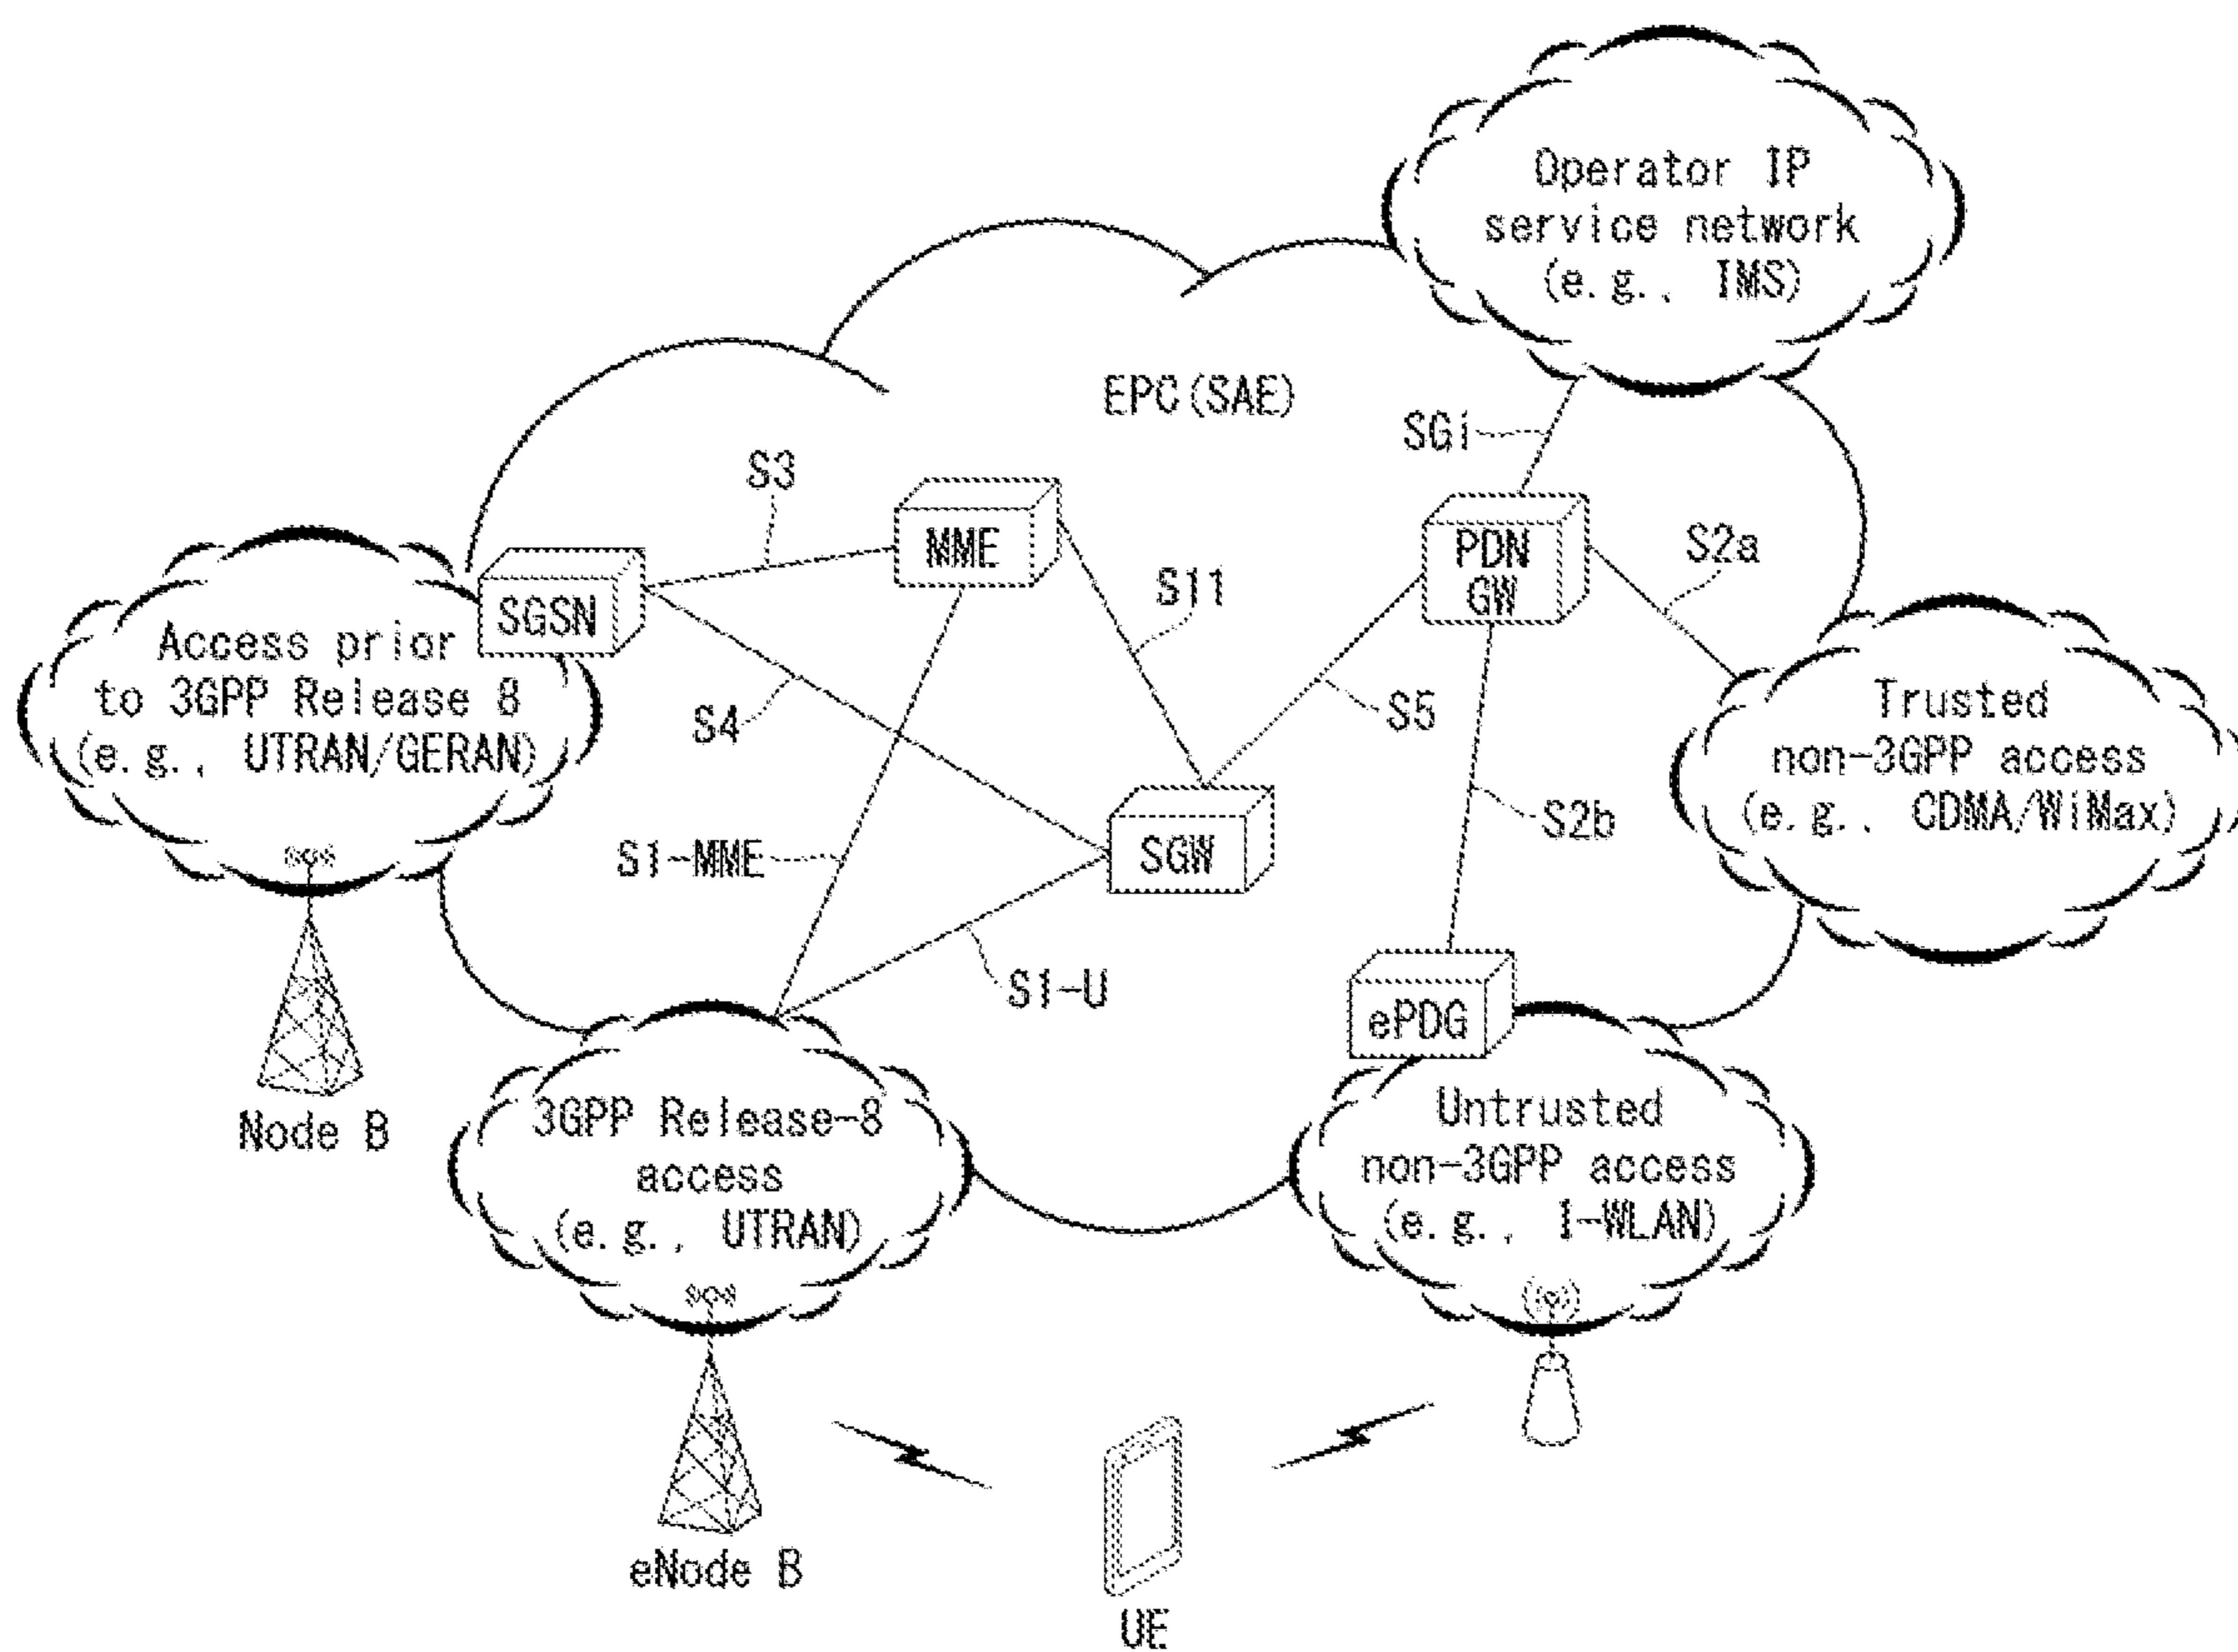 Operator IP
service network
(e.g., IMS)
EPC(SAE)
SGi
S3
MME
PDN
GW
S2a
SGSN
S11
Access prior
to 3GPP Release 8
(e.g., UTRAN/GERAN)
S4
S5
Trusted
non-3GPP access
(e.g., CDMA/WiMax)
S2b
S1-MME
SGW
S1-U
ePDG
Node B
3GPP Release-8
access
(e.g., UTRAN)
Untrusted
non-3GPP access
(e.g., I-WLAN)
eNode B
UE